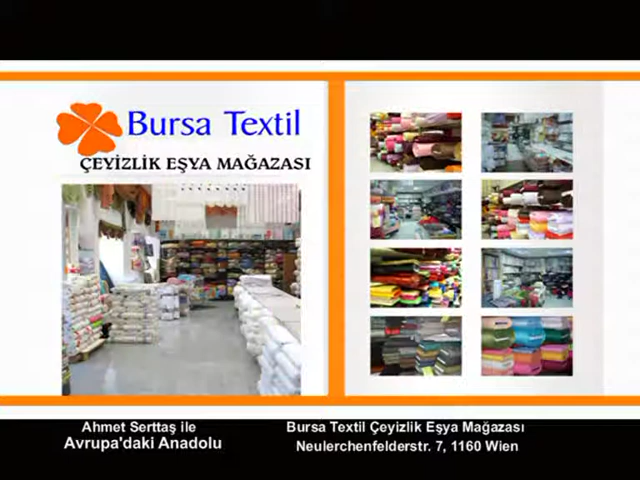 Bursa Textil
ÇEYİZLİK EŞYA MAĞAZASI
Ahmet Serttaş ile
Avrupa'daki Anadolu
Bursa Textil Çeyizlik Eşya Mağazası
Neulerchenfelderstr. 7, 1160 Wien